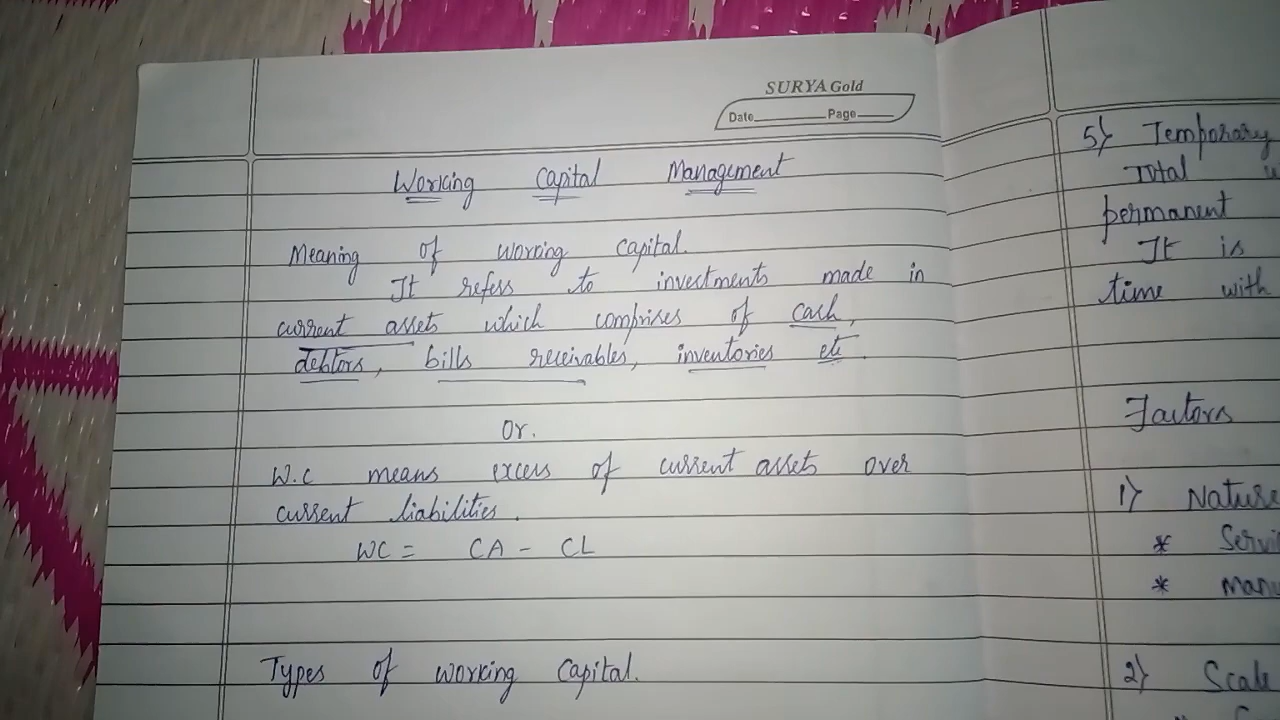 SURYA Gold
Date Page
Working Capital Management
Meaning of working capital.
It refers to investments made in
current assets which comprises of cash,
debtors, bills receivables, inventories etc.
Or.
W.C means excess of current assets over
current liabilities.
WC = CA - CL
Types of working capital.
5) Temporary
Total
permanent
It is
time with
Factors
1) Nature
*
*
2) Scale